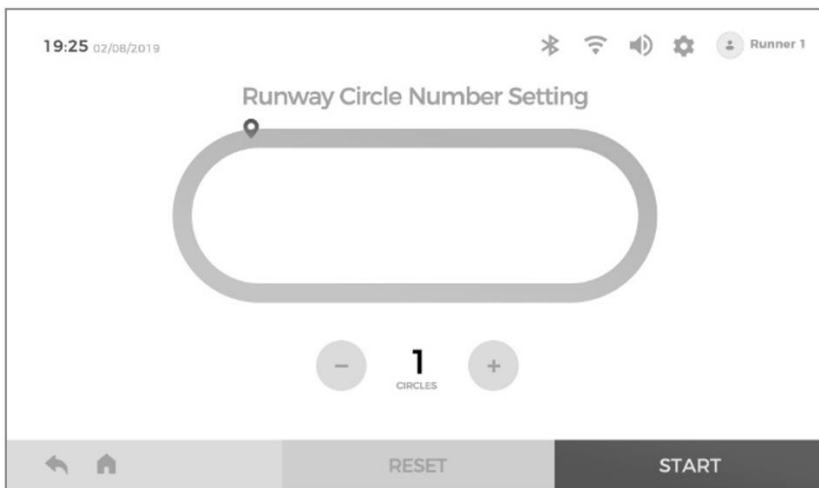 19:25 02/08/2019
Runner 1
Runway Circle Number Setting
1
CIRCLES
RESET
START